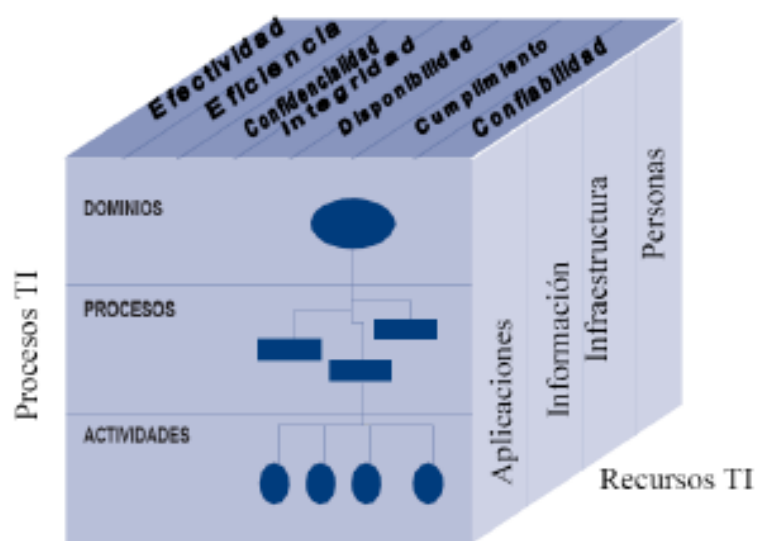 Efectividad
Eficiencia
Confidencialidad
Integridad
Disponibilidad
Cumplimiento
Confiabilidad
DOMINIOS
PROCESOS
ACTIVIDADES
Procesos TI
Aplicaciones
Información
Infraestructura
Personas
Recursos TI